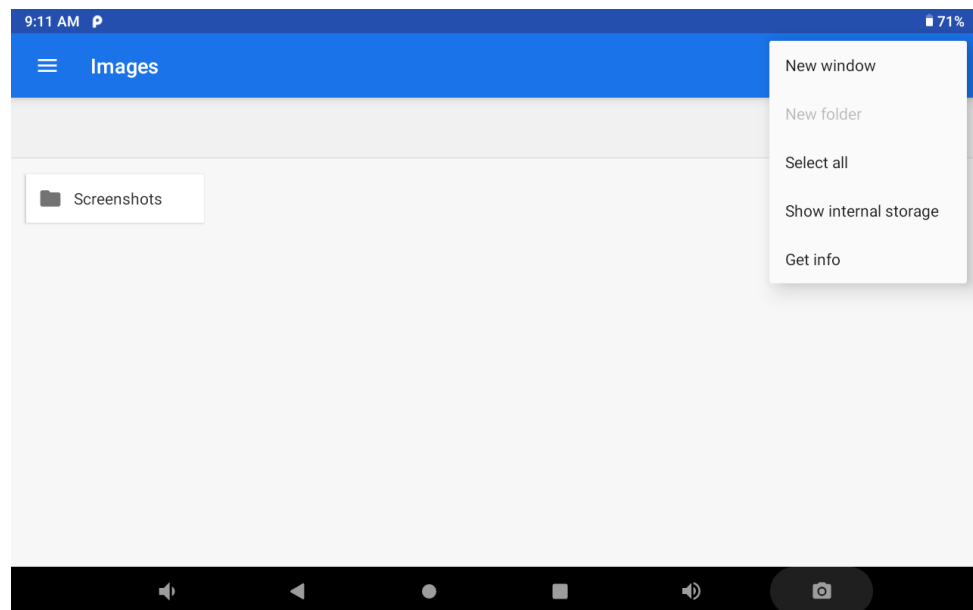 9:11 AM
71%
Images
New window
New folder
Select all
Show internal storage
Get info
Screenshots